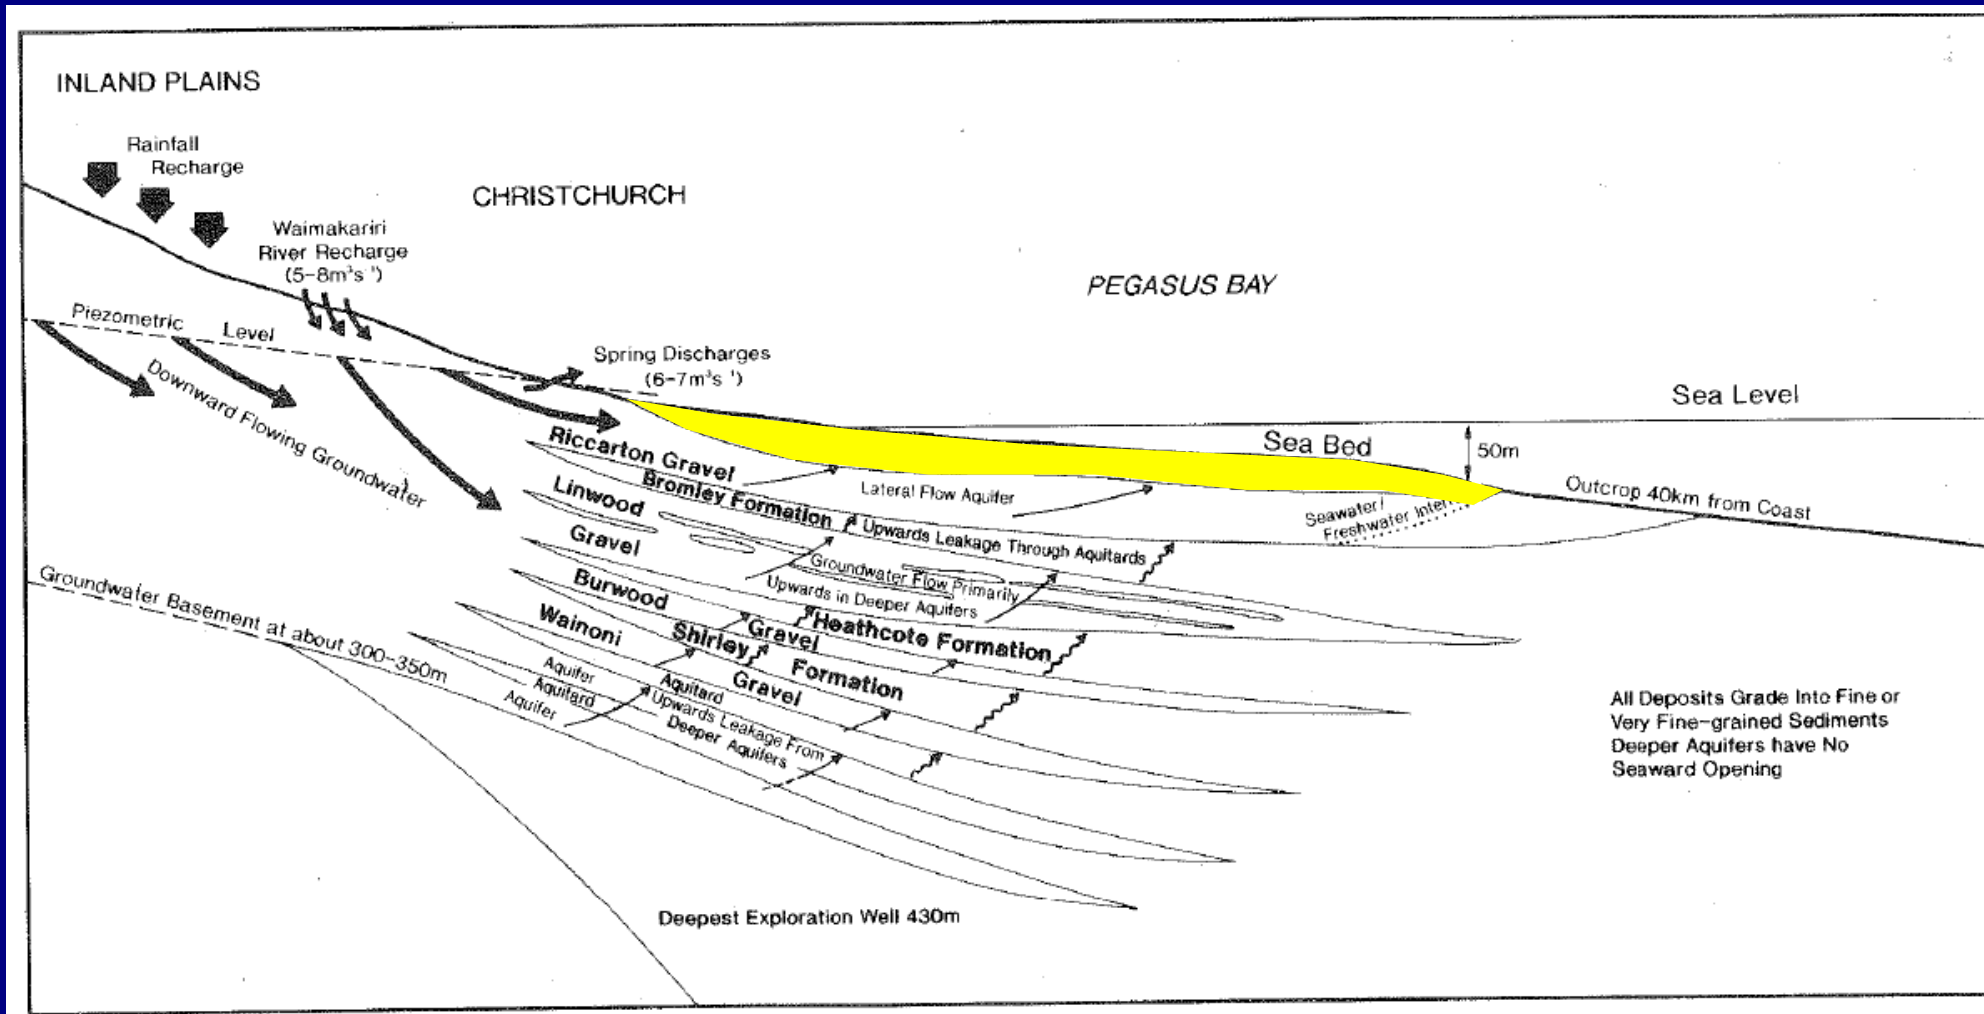 INLAND PLAINS
Rainfall
Recharge
CHRISTCHURCH
Waimakariri
River Recharge
(5-8m³s⁻¹)
PEGASUS BAY
Piezometric Level
Spring Discharges
(6-7m³s⁻¹)
Downward Flowing Groundwater
Sea Level
Sea Bed
50m
Riccarton Gravel
Lateral Flow Aquifer
Outcrop 40km from Coast
Seawater/
Freshwater Inter
Bromley Formation
Upwards Leakage Through Aquitards
Linwood
Gravel
Groundwater Flow Primarily
Upwards in Deeper Aquifers
Burwood
Gravel
Heathcote Formation
Wainoni
Gravel
Shirley
Formation
Groundwater Basement at about 300-350m
Aquifer
Aquitard
Aquitard
Aquifer
Upwards Leakage From
Deeper Aquifers
All Deposits Grade Into Fine or
Very Fine-grained Sediments
Deeper Aquifers have No
Seaward Opening
Deepest Exploration Well 430m